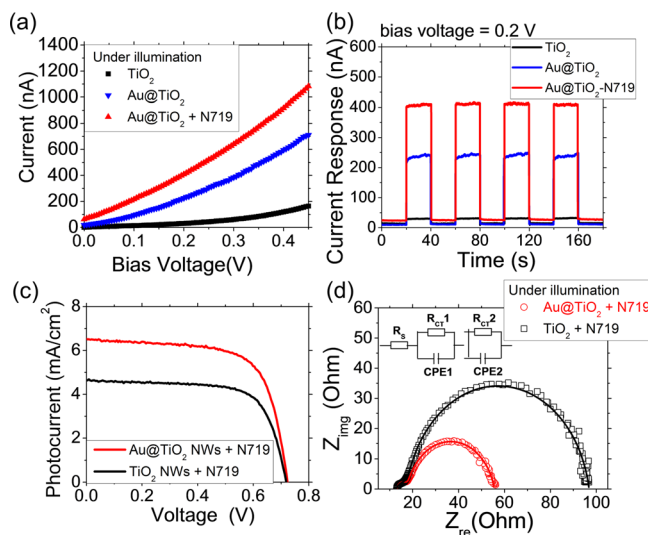 (a)
1400
1200
1000
800
600
400
200
0
Current (nA)
Under illumination
TiO2
Au@TiO2
Au@TiO2 + N719
0.0 0.1 0.2 0.3 0.4
Bias Voltage(V)
(b)
bias voltage = 0.2 V
600
500
400
300
200
100
0
Current Response (nA)
TiO2
Au@TiO2
Au@TiO2-N719
0 40 80 120 160
Time (s)
(c)
8
6
4
2
0
Photocurrent (mA/cm2)
Au@TiO2 NWs + N719
TiO2 NWs + N719
0.0 0.2 0.4 0.6 0.8
Voltage (V)
(d)
60
50
40
30
20
10
0
Zimg (Ohm)
Under illumination
Au@TiO2 + N719
TiO2 + N719
RS
RCT1
RCT2
CPE1
CPE2
0 20 40 60 80 100
Zre(Ohm)